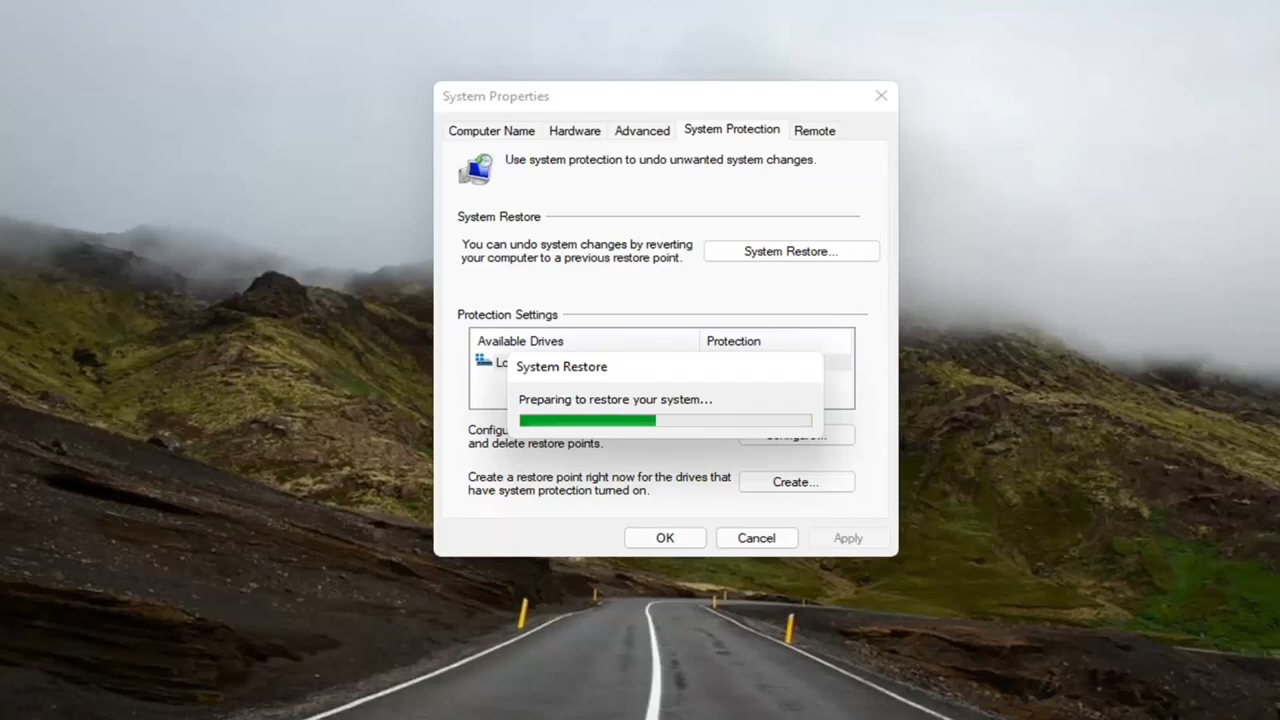 System Properties
Computer Name Hardware Advanced System Protection Remote
Use system protection to undo unwanted system changes.
System Restore
You can undo system changes by reverting
your computer to a previous restore point.
System Restore...
Protection Settings
Available Drives Protection
System Restore
Preparing to restore your system...
and delete restore points.
Create a restore point right now for the drives that
have system protection turned on.
Create...
OK Cancel Apply